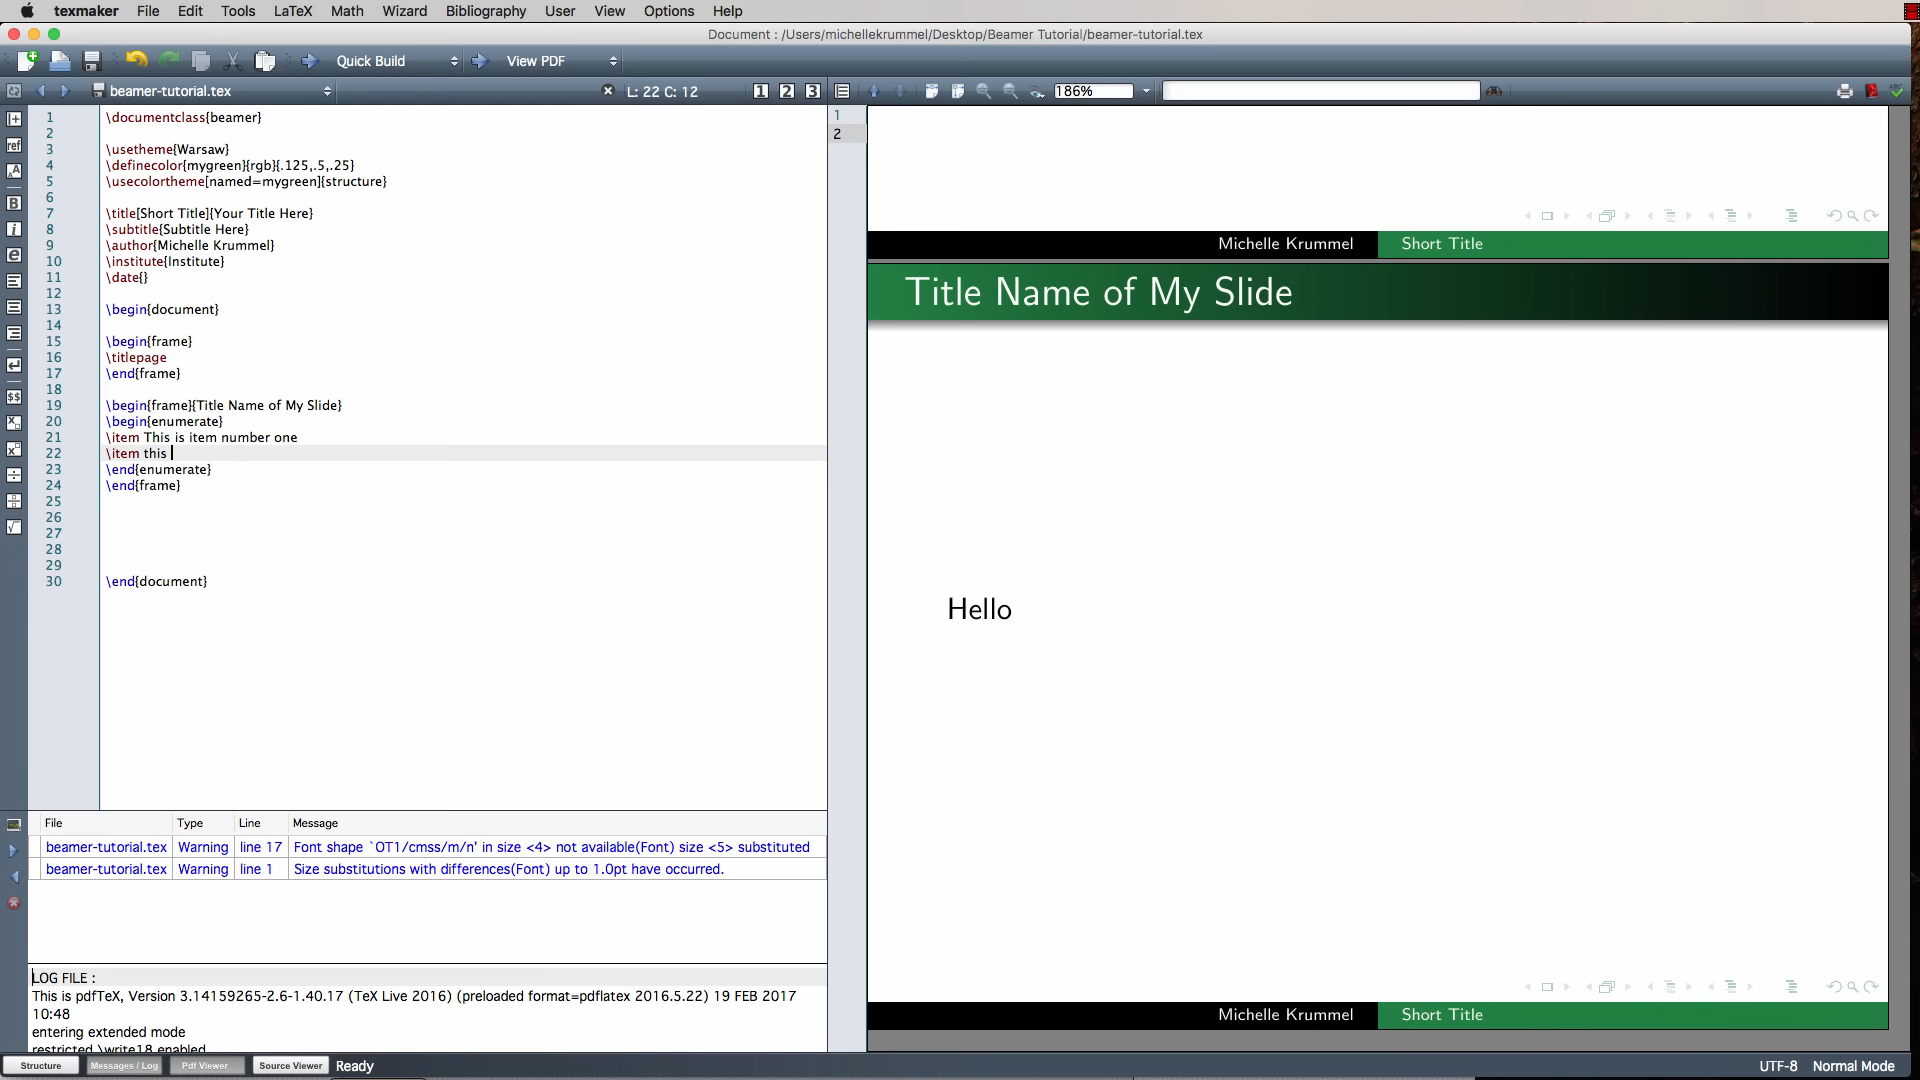 texmaker File Edit Tools LaTeX Math Wizard Bibliography User View Options Help
Document : /Users/michellekrummel/Desktop/Beamer Tutorial/beamer-tutorial.tex
Quick Build View PDF
beamer-tutorial.tex L: 22 C: 12 1 2 3 186%
1 \documentclass{beamer}
2
3 \usetheme{Warsaw}
4 \definecolor{mygreen}{rgb}{.125,.5,.25}
5 \usecolortheme[named=mygreen]{structure}
6
7 \title[Short Title]{Your Title Here}
8 \subtitle{Subtitle Here}
9 \author{Michelle Krummel}
10 \institute{Institute}
11 \date{}
12
13 \begin{document}
14
15 \begin{frame}
16 \titlepage
17 \end{frame}
18
19 \begin{frame}{Title Name of My Slide}
20 \begin{enumerate}
21 \item This is item number one
22 \item this
23 \end{enumerate}
24 \end{frame}
25
26
27
28
29
30 \end{document}
ref
B
i
e
$$
1
2
Michelle Krummel Short Title
Title Name of My Slide
Hello
Michelle Krummel Short Title
File Type Line Message
beamer-tutorial.tex Warning line 17 Font shape `OT1/cmss/m/n' in size <4> not available(Font) size <5> substituted
beamer-tutorial.tex Warning line 1 Size substitutions with differences(Font) up to 1.0pt have occurred.
LOG FILE :
This is pdfTeX, Version 3.14159265-2.6-1.40.17 (TeX Live 2016) (preloaded format=pdflatex 2016.5.22) 19 FEB 2017
10:48
entering extended mode
restricted \write18 enabled
Structure Messages / Log Pdf Viewer Source Viewer Ready UTF-8 Normal Mode